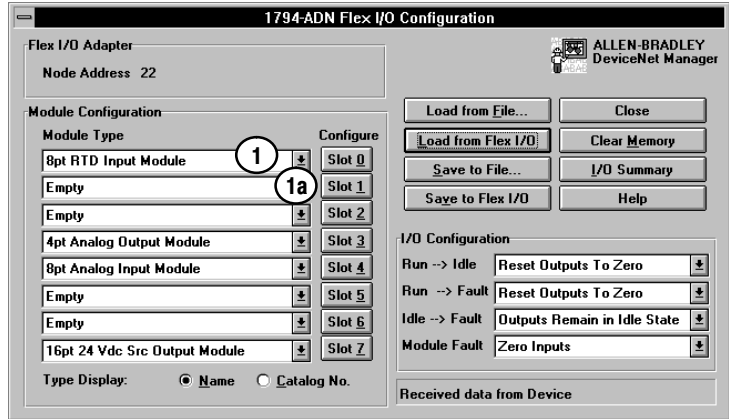 1794-ADN Flex I/O Configuration
Flex I/O Adapter
Node Address 22
ALLEN-BRADLEY
DeviceNet Manager
Module Configuration
Module Type Configure
8pt RTD Input Module 1 Slot 0
Empty 1a Slot 1
Empty Slot 2
4pt Analog Output Module Slot 3
8pt Analog Input Module Slot 4
Empty Slot 5
Empty Slot 6
16pt 24 Vdc Src Output Module Slot 7
Type Display: Name Catalog No.
Load from File... Close
Load from Flex I/O Clear Memory
Save to File... I/O Summary
Save to Flex I/O Help
I/O Configuration
Run --> Idle Reset Outputs To Zero
Run --> Fault Reset Outputs To Zero
Idle --> Fault Outputs Remain in Idle State
Module Fault Zero Inputs
Received data from Device